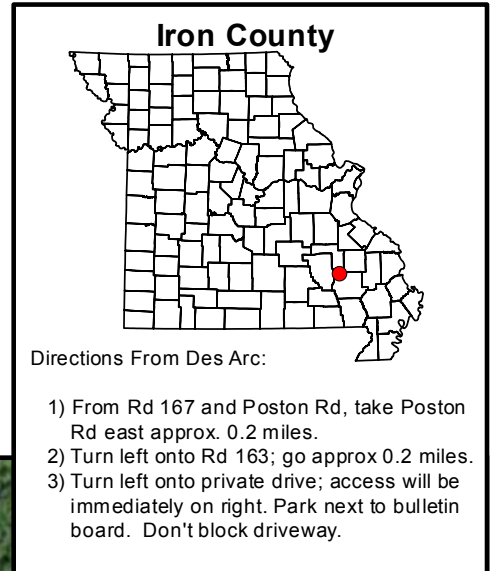 Iron County
Directions From Des Arc:
1) From Rd 167 and Poston Rd, take Poston
Rd east approx. 0.2 miles.
2) Turn left onto Rd 163; go approx 0.2 miles.
3) Turn left onto private drive; access will be
immediately on right. Park next to bulletin
board. Don't block driveway.